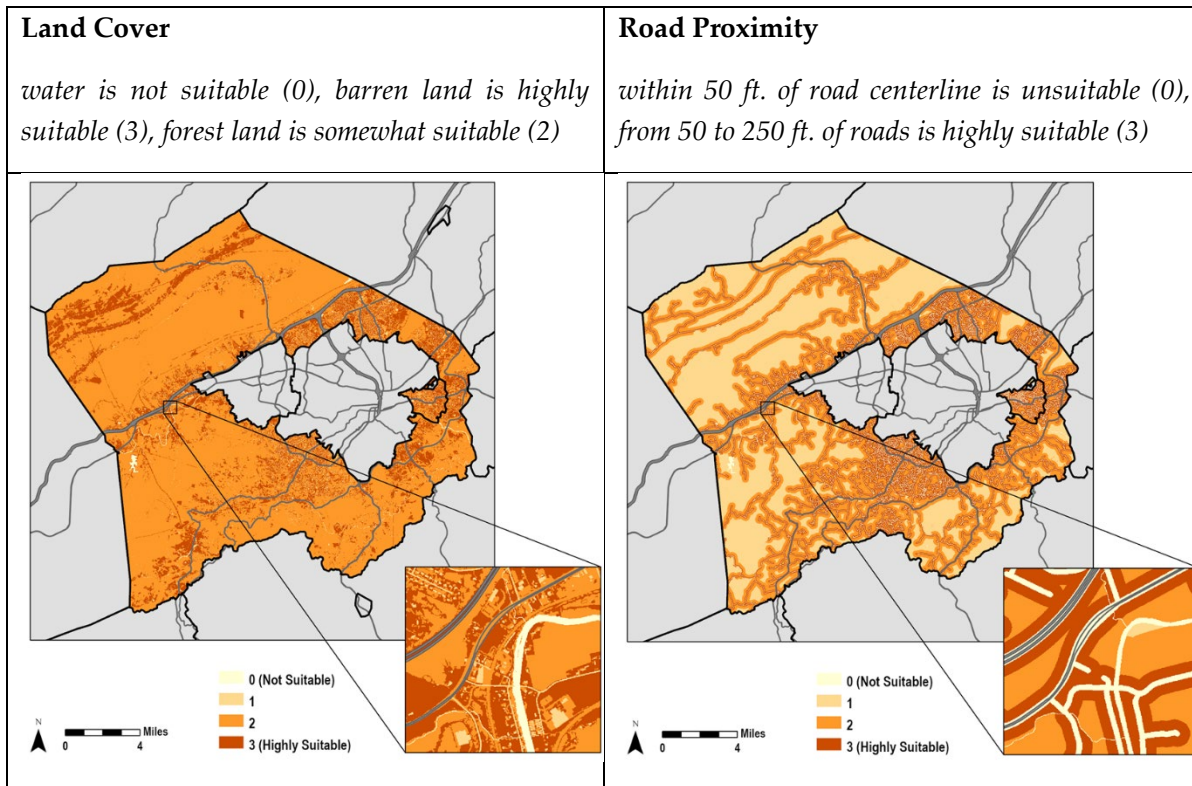 Land Cover
water is not suitable (0), barren land is highly
suitable (3), forest land is somewhat suitable (2)
Road Proximity
within 50 ft. of road centerline is unsuitable (0),
from 50 to 250 ft. of roads is highly suitable (3)
0 (Not Suitable)
1
2
3 (Highly Suitable)
N
Miles
0
4
0 (Not Suitable)
1
2
3 (Highly Suitable)
N
Miles
0
4